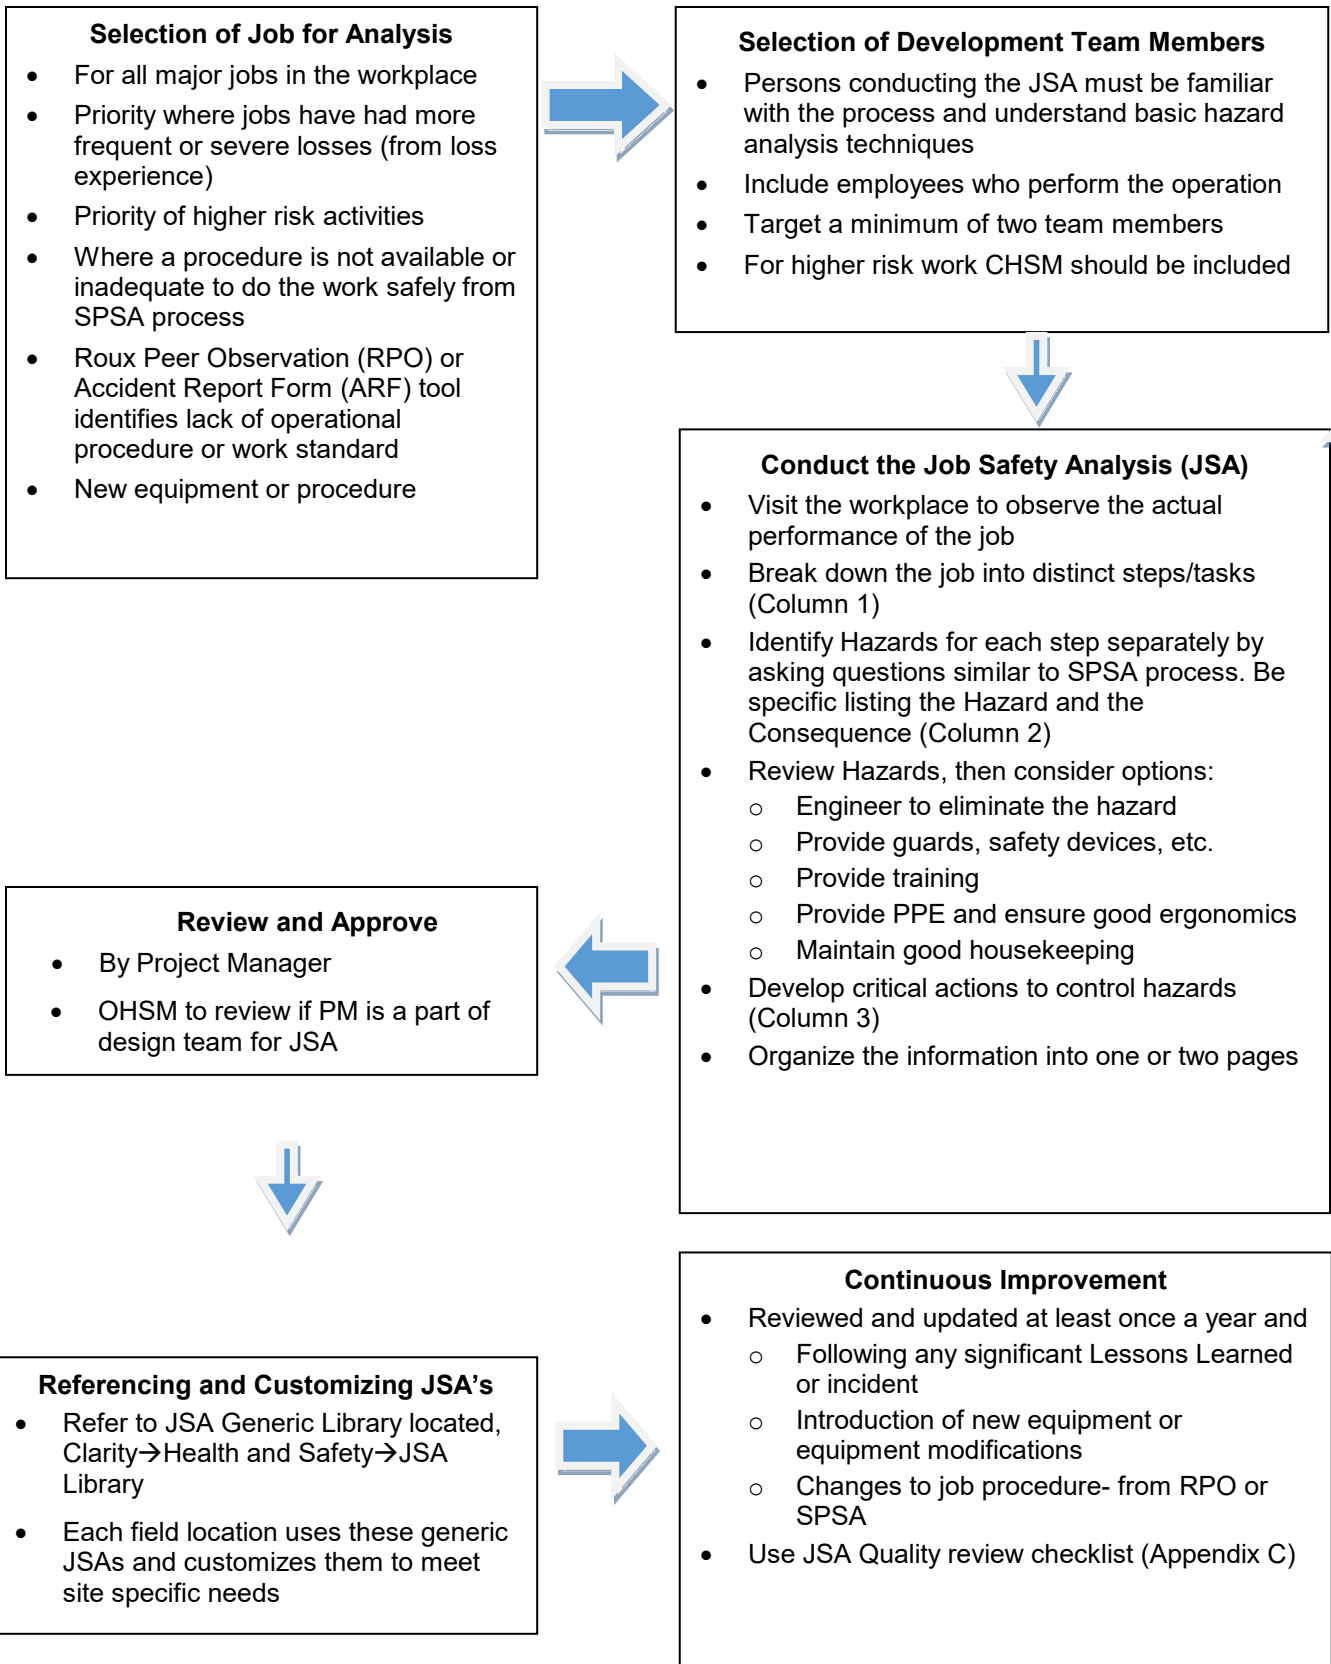 Selection of Job for Analysis
• For all major jobs in the workplace
• Priority where jobs have had more
frequent or severe losses (from loss
experience)
• Priority of higher risk activities
• Where a procedure is not available or
inadequate to do the work safely from
SPSA process
• Roux Peer Observation (RPO) or
Accident Report Form (ARF) tool
identifies lack of operational
procedure or work standard
• New equipment or procedure
Selection of Development Team Members
• Persons conducting the JSA must be familiar
with the process and understand basic hazard
analysis techniques
• Include employees who perform the operation
• Target a minimum of two team members
• For higher risk work CHSM should be included
Conduct the Job Safety Analysis (JSA)
• Visit the workplace to observe the actual
performance of the job
• Break down the job into distinct steps/tasks
(Column 1)
• Identify Hazards for each step separately by
asking questions similar to SPSA process. Be
specific listing the Hazard and the
Consequence (Column 2)
• Review Hazards, then consider options:
o Engineer to eliminate the hazard
o Provide guards, safety devices, etc.
o Provide training
o Provide PPE and ensure good ergonomics
o Maintain good housekeeping
• Develop critical actions to control hazards
(Column 3)
• Organize the information into one or two pages
Review and Approve
• By Project Manager
• OHSM to review if PM is a part of
design team for JSA
Referencing and Customizing JSA’s
• Refer to JSA Generic Library located,
Clarity→Health and Safety→JSA
Library
• Each field location uses these generic
JSAs and customizes them to meet
site specific needs
Continuous Improvement
• Reviewed and updated at least once a year and
o Following any significant Lessons Learned
or incident
o Introduction of new equipment or
equipment modifications
o Changes to job procedure- from RPO or
SPSA
• Use JSA Quality review checklist (Appendix C)